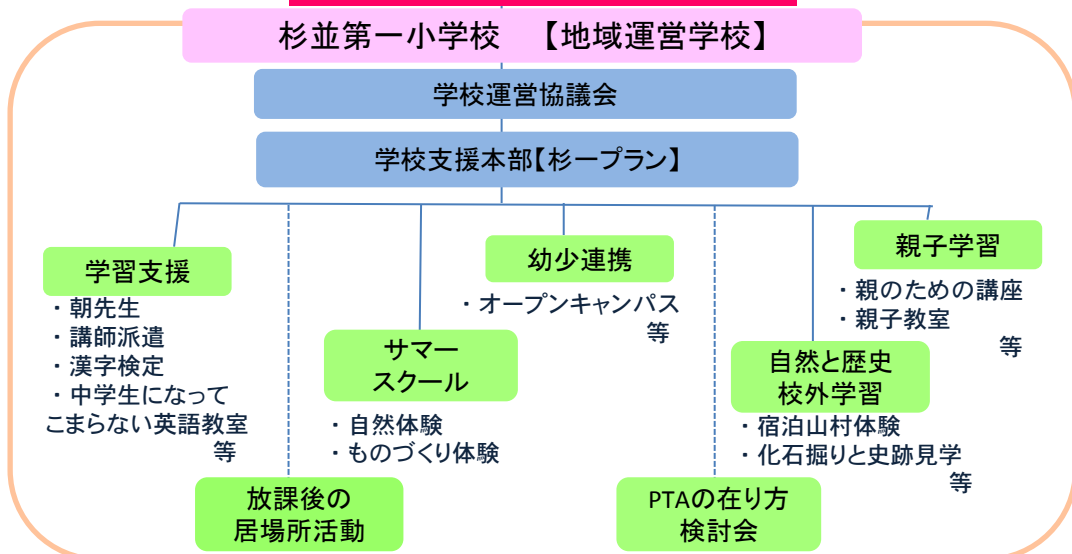 杉並第一小学校　【地域運営学校】
学校運営協議会
学校支援本部【杉一プラン】
学習支援
・朝先生
・講師派遣
・漢字検定
・中学生になって
こまらない英語教室
等
放課後の
居場所活動
サマー
スクール
・自然体験
・ものづくり体験
幼少連携
・オープンキャンパス
等
PTAの在り方
検討会
自然と歴史
校外学習
・宿泊山村体験
・化石掘りと史跡見学
等
親子学習
・親のための講座
・親子教室
等